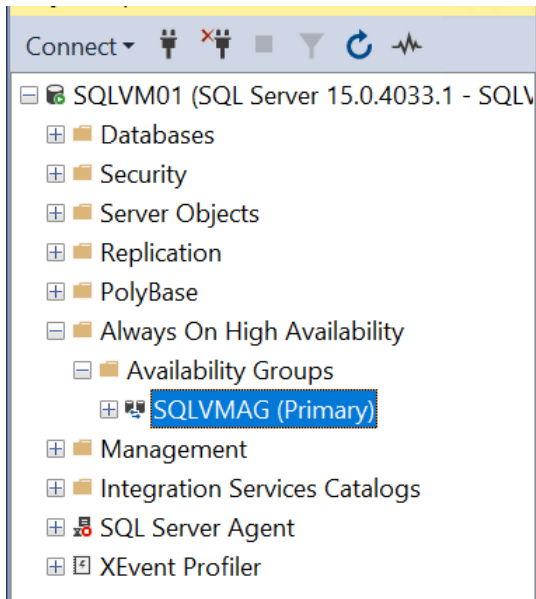 Connect
SQLVM01 (SQL Server 15.0.4033.1 - SQLV
Databases
Security
Server Objects
Replication
PolyBase
Always On High Availability
Availability Groups
SQLVMAG (Primary)
Management
Integration Services Catalogs
SQL Server Agent
XEvent Profiler